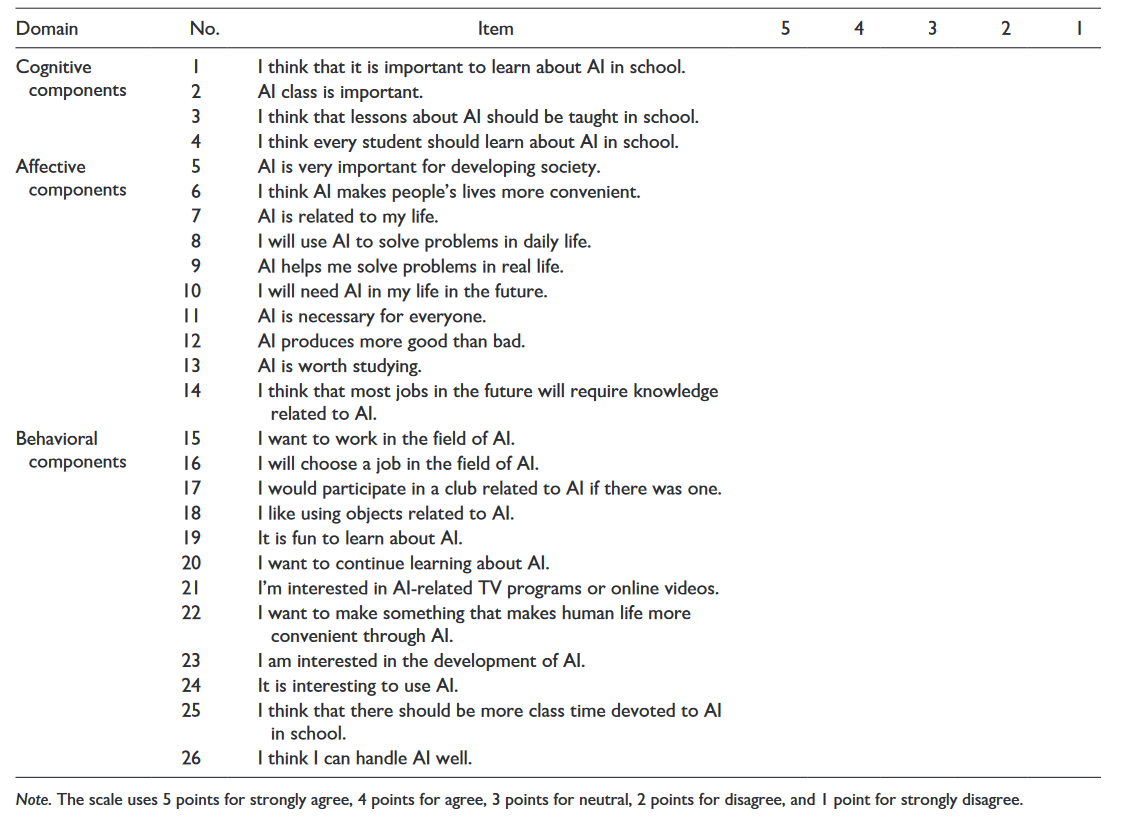 Domain No. Item 5 4 3 2 1
Cognitive 1 I think that it is important to learn about AI in school.
components 2 AI class is important.
3 I think that lessons about AI should be taught in school.
4 I think every student should learn about AI in school.
Affective 5 AI is very important for developing society.
components 6 I think AI makes people's lives more convenient.
7 AI is related to my life.
8 I will use AI to solve problems in daily life.
9 AI helps me solve problems in real life.
10 I will need AI in my life in the future.
11 AI is necessary for everyone.
12 AI produces more good than bad.
13 AI is worth studying.
14 I think that most jobs in the future will require knowledge
related to AI.
Behavioral 15 I want to work in the field of AI.
components 16 I will choose a job in the field of AI.
17 I would participate in a club related to AI if there was one.
18 I like using objects related to AI.
19 It is fun to learn about AI.
20 I want to continue learning about AI.
21 I'm interested in AI-related TV programs or online videos.
22 I want to make something that makes human life more
convenient through AI.
23 I am interested in the development of AI.
24 It is interesting to use AI.
25 I think that there should be more class time devoted to AI
in school.
26 I think I can handle AI well.
Note. The scale uses 5 points for strongly agree, 4 points for agree, 3 points for neutral, 2 points for disagree, and 1 point for strongly disagree.